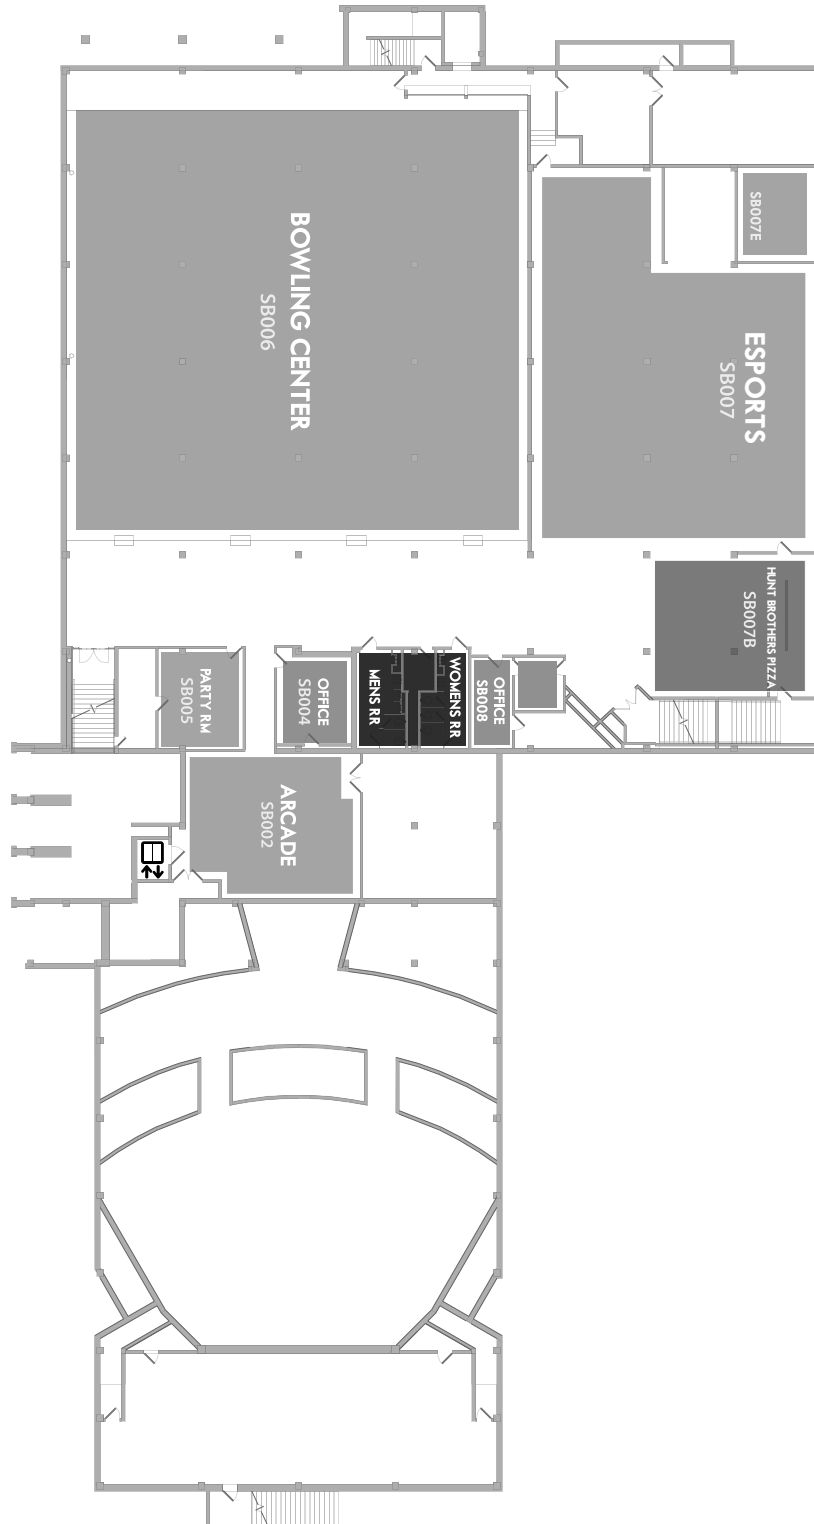 BOWLING CENTER
SB006
SB007E
ESPORTS
SB007
HUNT BROTHERS PIZZA
SB007B
PARTY RM
SB005
OFFICE
SB004
MENS RR
WOMENS RR
OFFICE
SB008
ARCADE
SB002